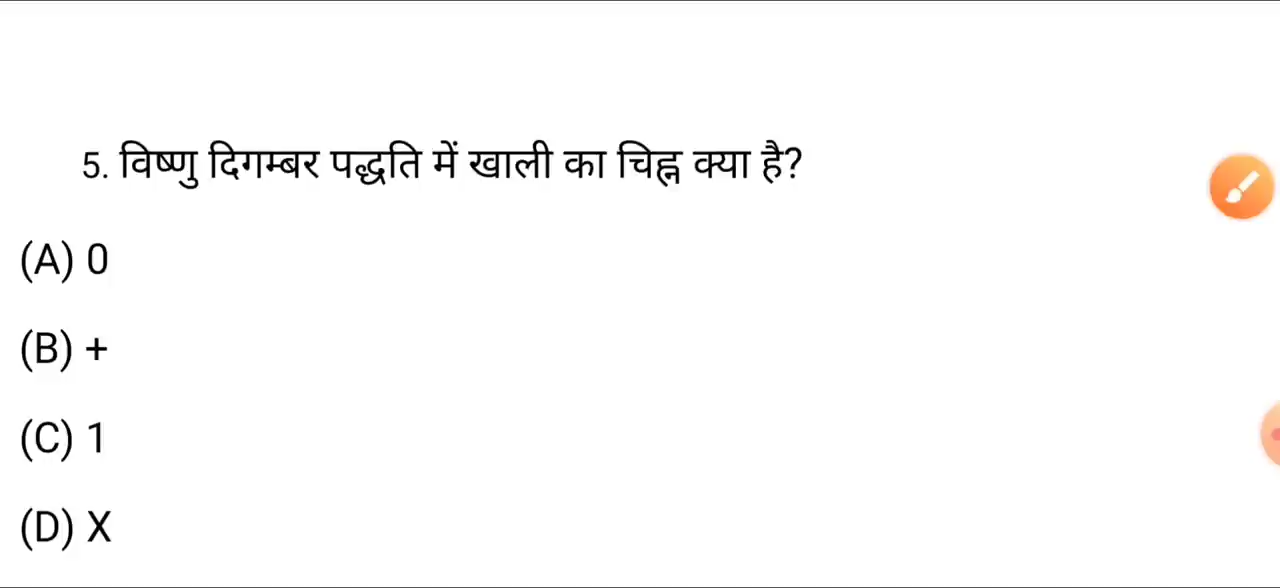 5. विष्णु दिगम्बर पद्धति में खाली का चिह्न क्या है?
(A) 0
(B) +
(C) 1
(D) X